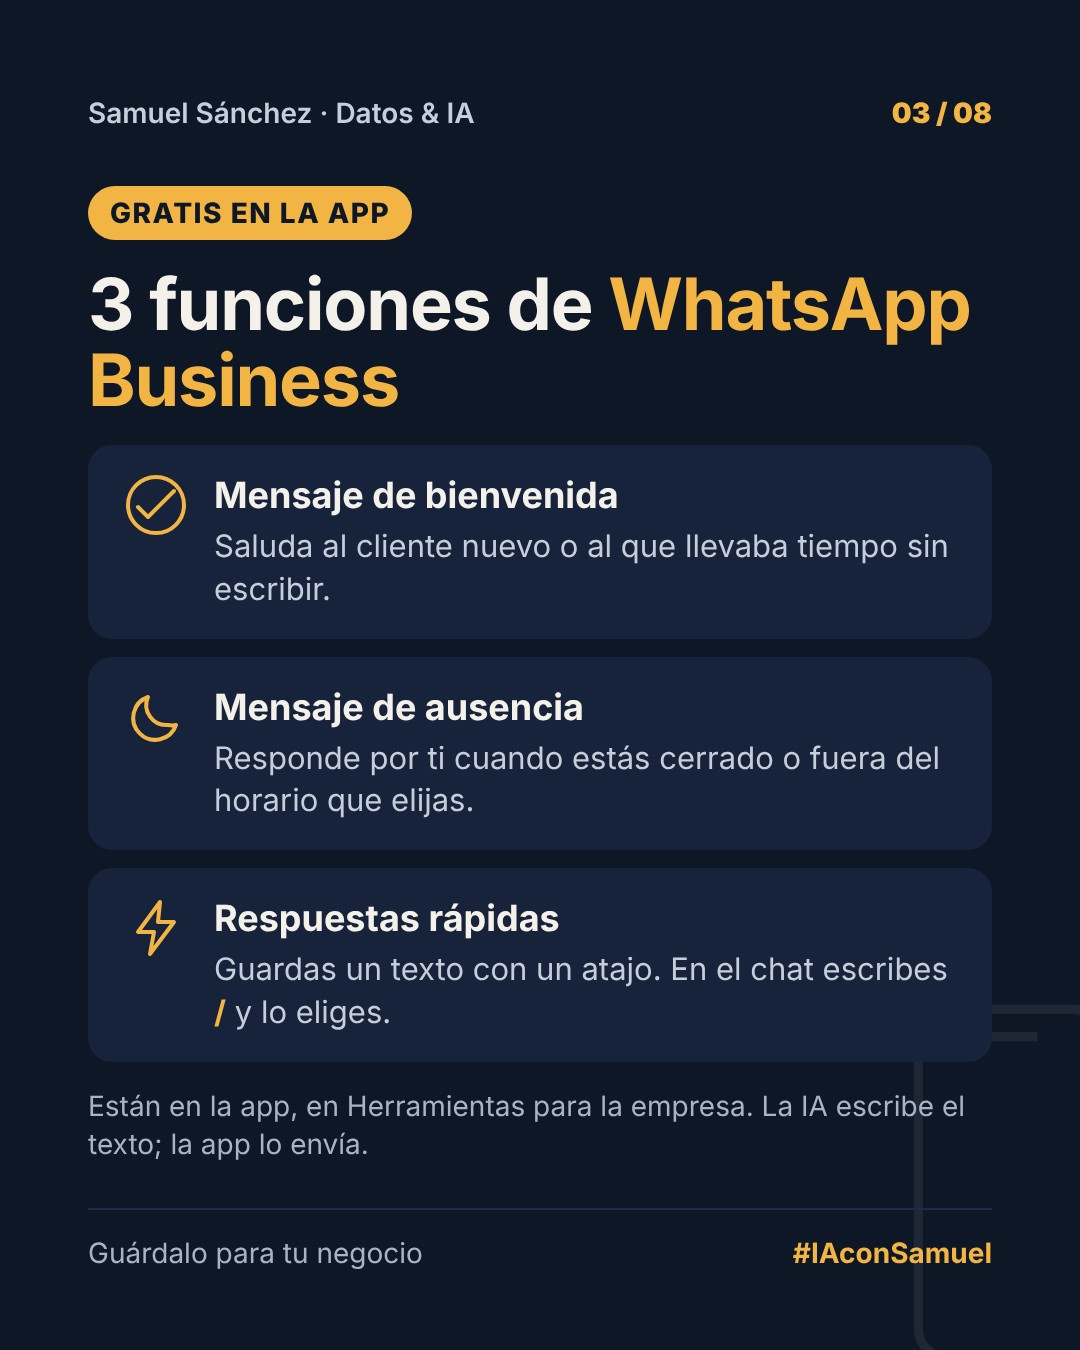 Samuel Sánchez · Datos & IA
03 / 08
GRATIS EN LA APP
3 funciones de WhatsApp
Business
Mensaje de bienvenida
Saluda al cliente nuevo o al que llevaba tiempo sin
escribir.
Mensaje de ausencia
Responde por ti cuando estás cerrado o fuera del
horario que elijas.
Respuestas rápidas
Guardas un texto con un atajo. En el chat escribes
/ y lo eliges.
Están en la app, en Herramientas para la empresa. La IA escribe el
texto; la app lo envía.
Guárdalo para tu negocio
#IAconSamuel